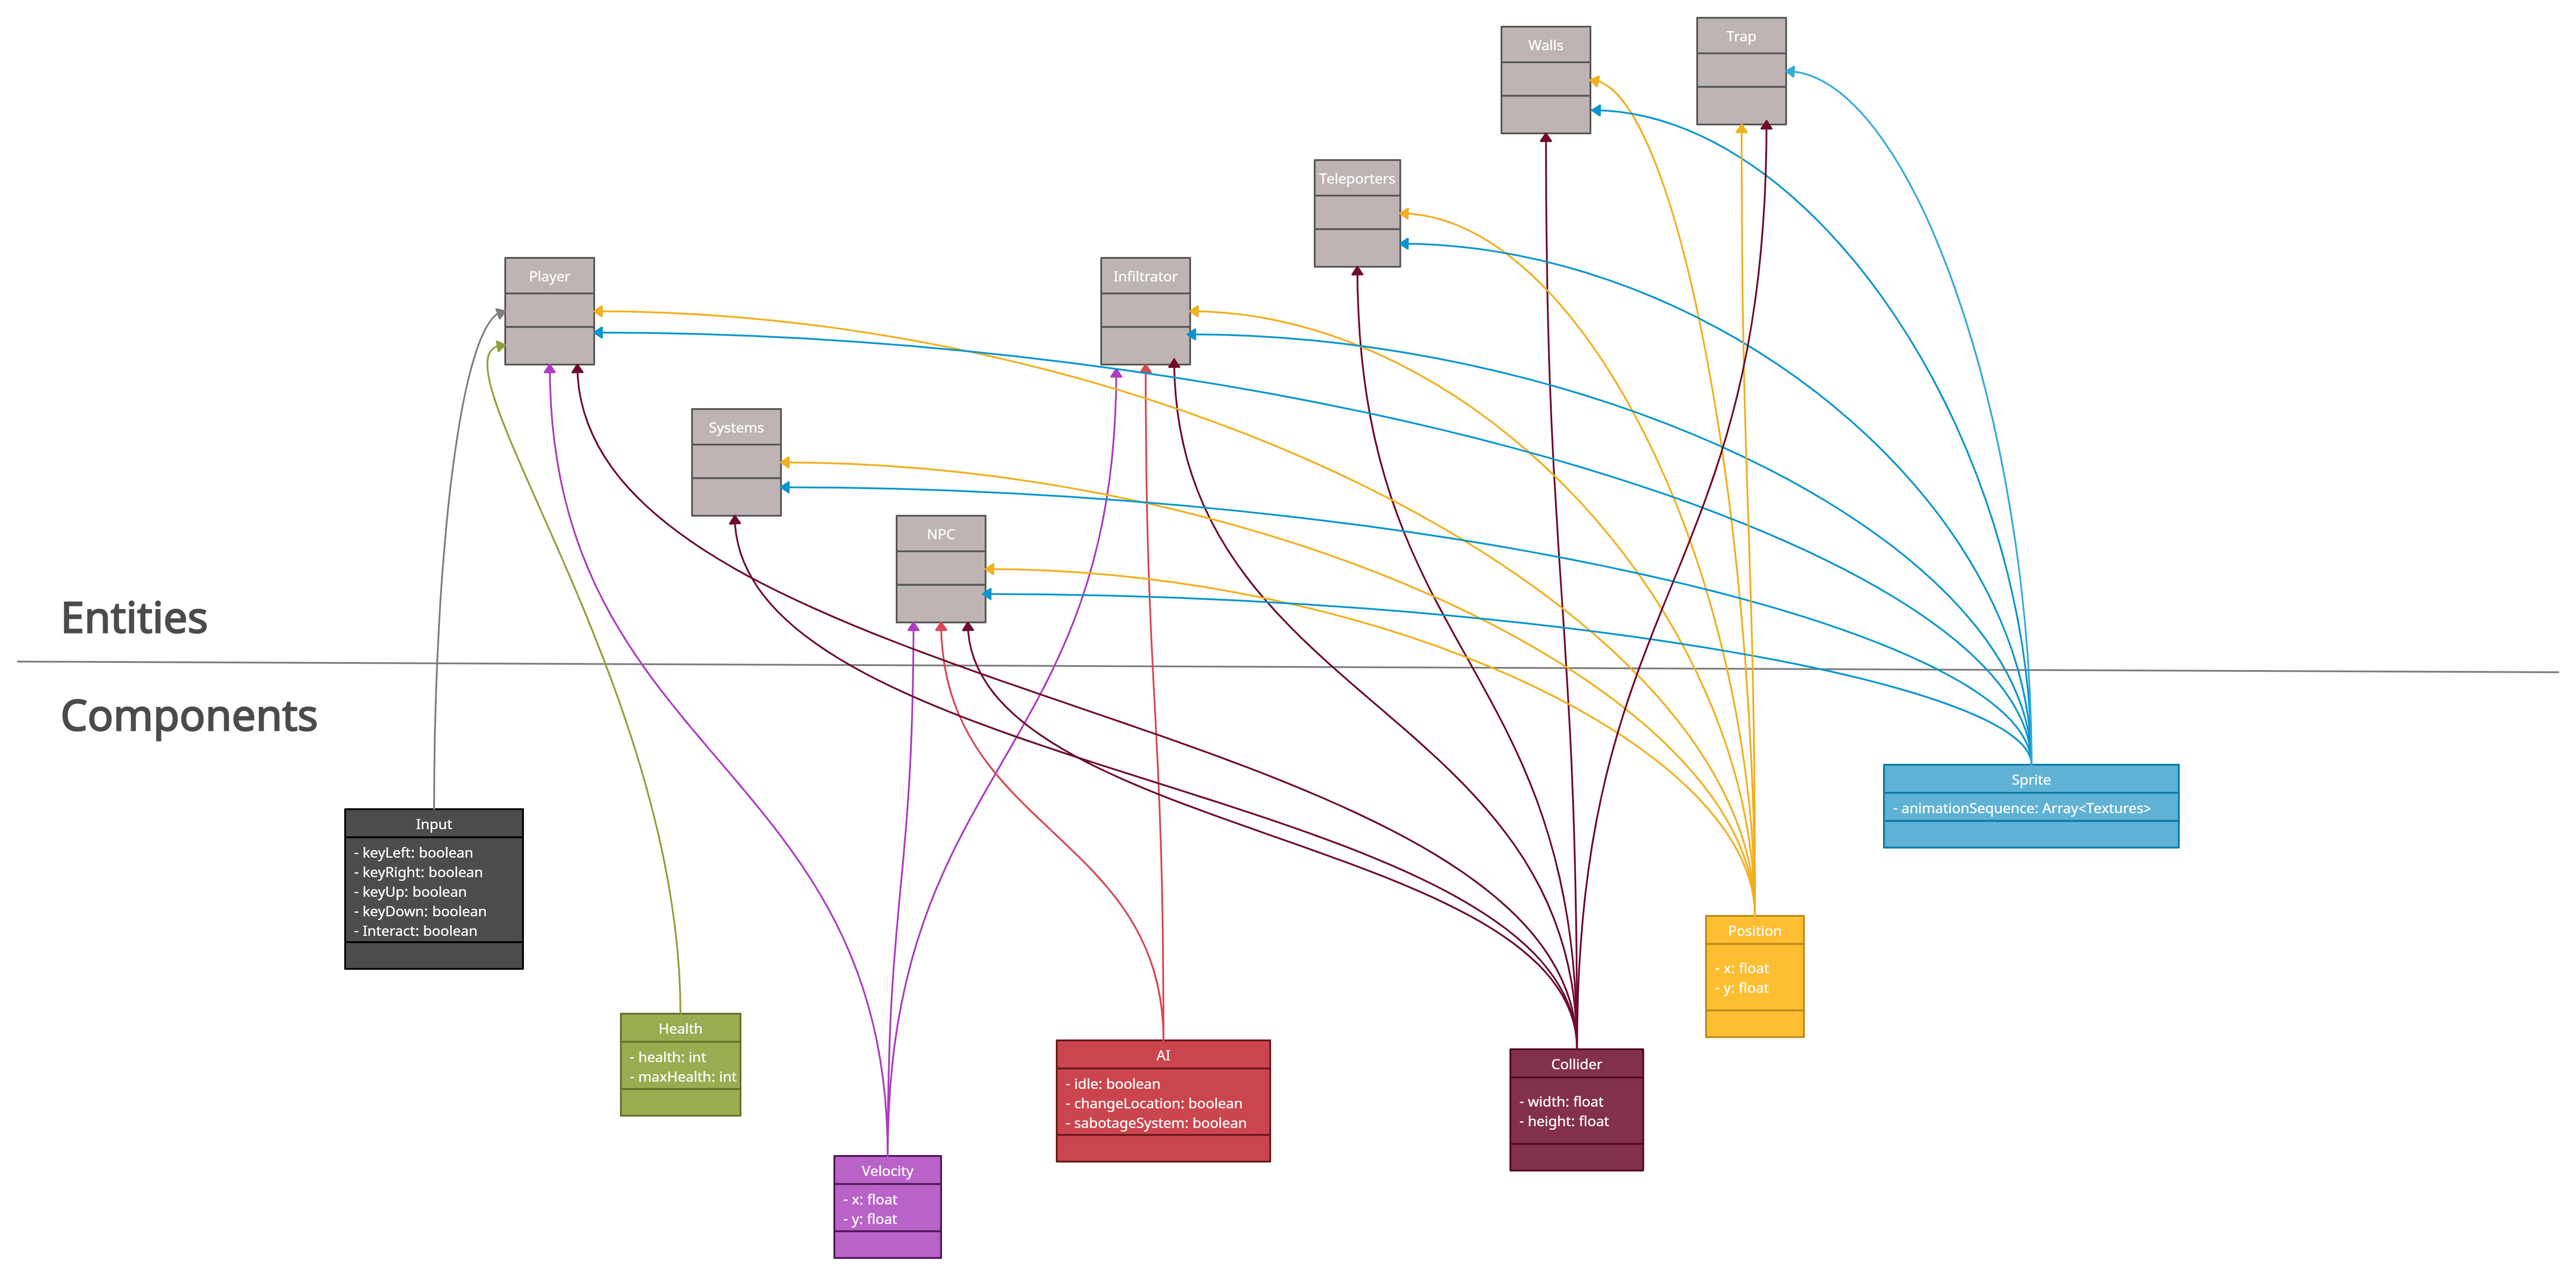 Walls
Trap
Teleporters
Player
Infiltrator
Systems
NPC
Entities
Components
Sprite
- animationSequence: Array<Textures>
Input
- keyLeft: boolean
- keyRight: boolean
- keyUp: boolean
- keyDown: boolean
- Interact: boolean
Position
- x: float
- y: float
Health
- health: int
- maxHealth: int
AI
- idle: boolean
- changeLocation: boolean
- sabotageSystem: boolean
Collider
- width: float
- height: float
Velocity
- x: float
- y: float